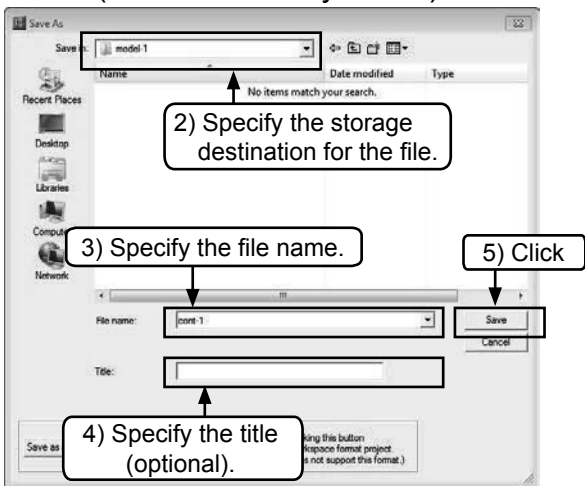 Save As
Save in:
model-1
Name
Date modified
Type
No items match your search.
Recent Places
2) Specify the storage
destination for the file.
Desktop
Libraries
Computer
3) Specify the file name.
5) Click
Network
File name:
cont-1
Save
Cancel
Title:
4) Specify the title
(optional).
Save as
this button
format project.
not support this format.)